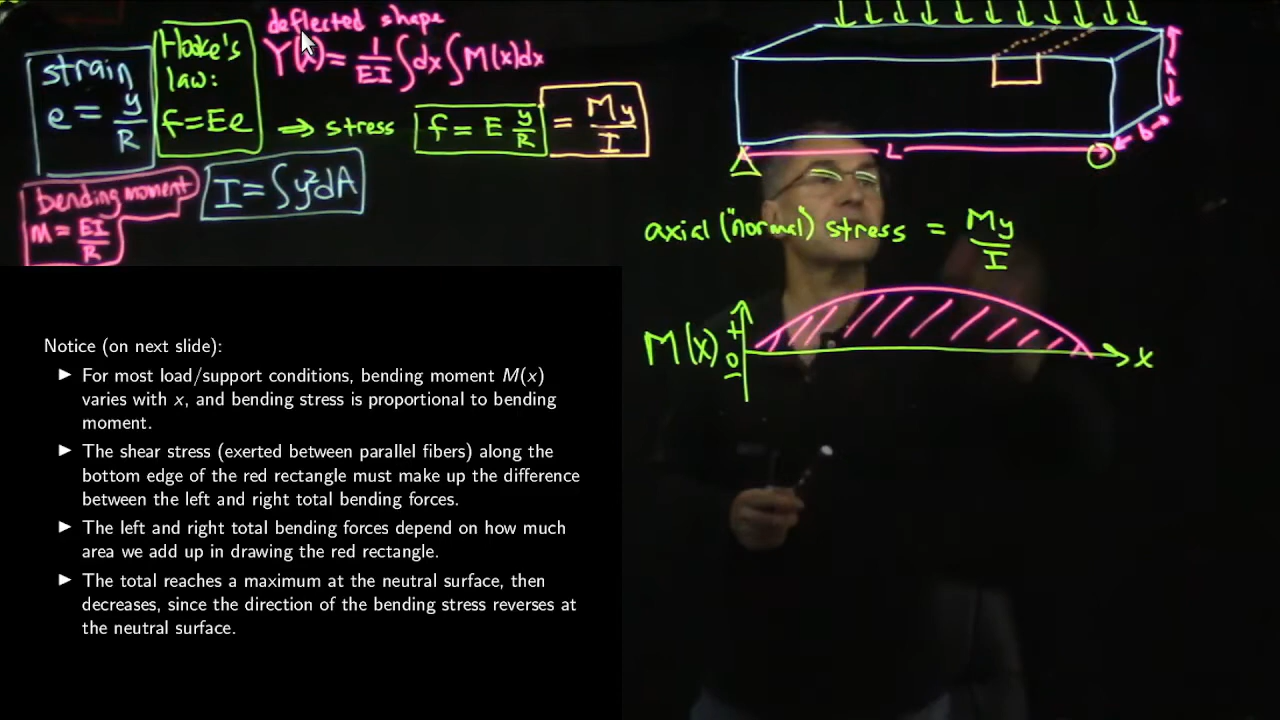 deflected shape
Y(x) = 1/EI ∫dx ∫M(x)dx
strain
e = y/R
Hooke's
law:
f=Ee
⇒ stress
f = E y/R
= My/I
bending moment
M = EI/R
I = ∫y²dA
h
b
L
axial ("normal") stress = My/I
M(x)
+
0
−
x
Notice (on next slide):
▶ For most load/support conditions, bending moment M(x)
varies with x, and bending stress is proportional to bending
moment.
▶ The shear stress (exerted between parallel fibers) along the
bottom edge of the red rectangle must make up the difference
between the left and right total bending forces.
▶ The left and right total bending forces depend on how much
area we add up in drawing the red rectangle.
▶ The total reaches a maximum at the neutral surface, then
decreases, since the direction of the bending stress reverses at
the neutral surface.